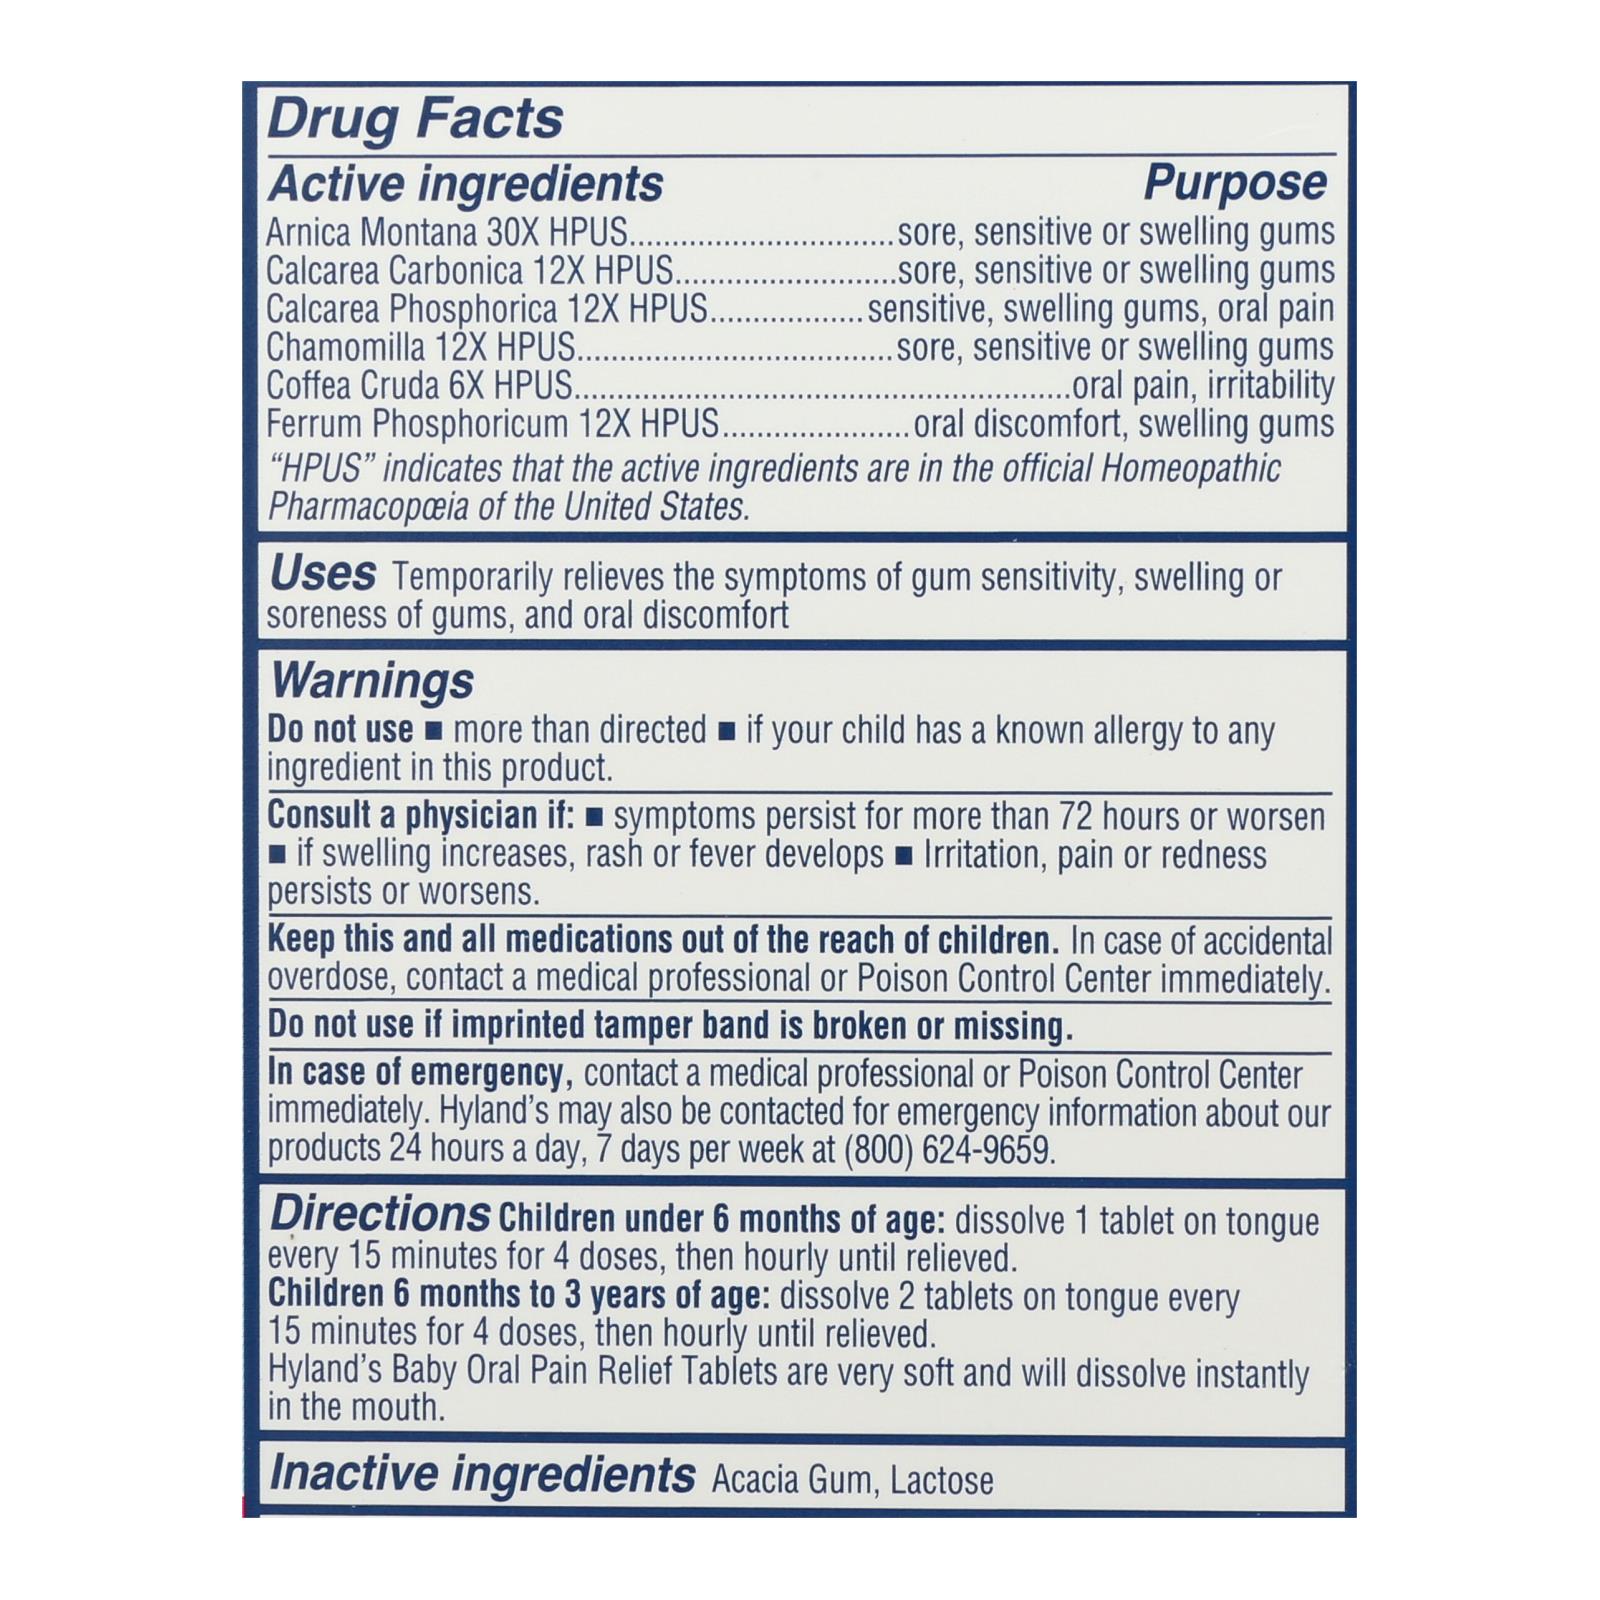 Drug Facts
Active ingredients Purpose
Arnica Montana 30X HPUS..............................sore, sensitive or swelling gums
Calcarea Carbonica 12X HPUS.........................sore, sensitive or swelling gums
Calcarea Phosphorica 12X HPUS..................sensitive, swelling gums, oral pain
Chamomilla 12X HPUS....................................sore, sensitive or swelling gums
Coffea Cruda 6X HPUS.........................................................oral pain, irritability
Ferrum Phosphoricum 12X HPUS......................oral discomfort, swelling gums
“HPUS” indicates that the active ingredients are in the official Homeopathic
Pharmacopœia of the United States.
Uses Temporarily relieves the symptoms of gum sensitivity, swelling or
soreness of gums, and oral discomfort
Warnings
Do not use ■ more than directed ■ if your child has a known allergy to any
ingredient in this product.
Consult a physician if: ■ symptoms persist for more than 72 hours or worsen
■ if swelling increases, rash or fever develops ■ Irritation, pain or redness
persists or worsens.
Keep this and all medications out of the reach of children. In case of accidental
overdose, contact a medical professional or Poison Control Center immediately.
Do not use if imprinted tamper band is broken or missing.
In case of emergency, contact a medical professional or Poison Control Center
immediately. Hyland’s may also be contacted for emergency information about our
products 24 hours a day, 7 days per week at (800) 624-9659.
Directions Children under 6 months of age: dissolve 1 tablet on tongue
every 15 minutes for 4 doses, then hourly until relieved.
Children 6 months to 3 years of age: dissolve 2 tablets on tongue every
15 minutes for 4 doses, then hourly until relieved.
Hyland’s Baby Oral Pain Relief Tablets are very soft and will dissolve instantly
in the mouth.
Inactive ingredients Acacia Gum, Lactose